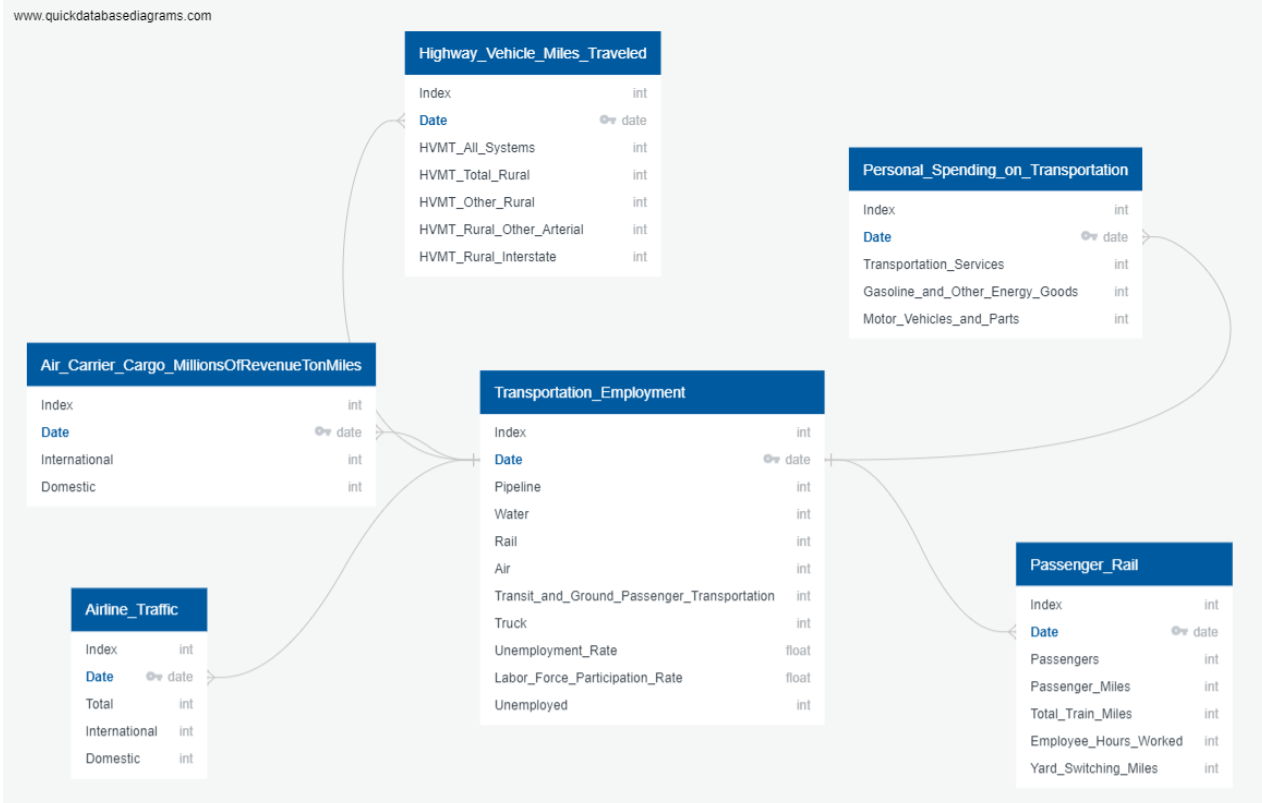 www.quickdatabasediagrams.com
Highway_Vehicle_Miles_Traveled
Index int
Date date
HVMT_All_Systems int
HVMT_Total_Rural int
HVMT_Other_Rural int
HVMT_Rural_Other_Arterial int
HVMT_Rural_Interstate int
Personal_Spending_on_Transportation
Index int
Date date
Transportation_Services int
Gasoline_and_Other_Energy_Goods int
Motor_Vehicles_and_Parts int
Air_Carrier_Cargo_MillionsOfRevenueTonMiles
Index int
Date date
International int
Domestic int
Transportation_Employment
Index int
Date date
Pipeline int
Water int
Rail int
Air int
Transit_and_Ground_Passenger_Transportation int
Truck int
Unemployment_Rate float
Labor_Force_Participation_Rate float
Unemployed int
Airline_Traffic
Index int
Date date
Total int
International int
Domestic int
Passenger_Rail
Index int
Date date
Passengers int
Passenger_Miles int
Total_Train_Miles int
Employee_Hours_Worked int
Yard_Switching_Miles int